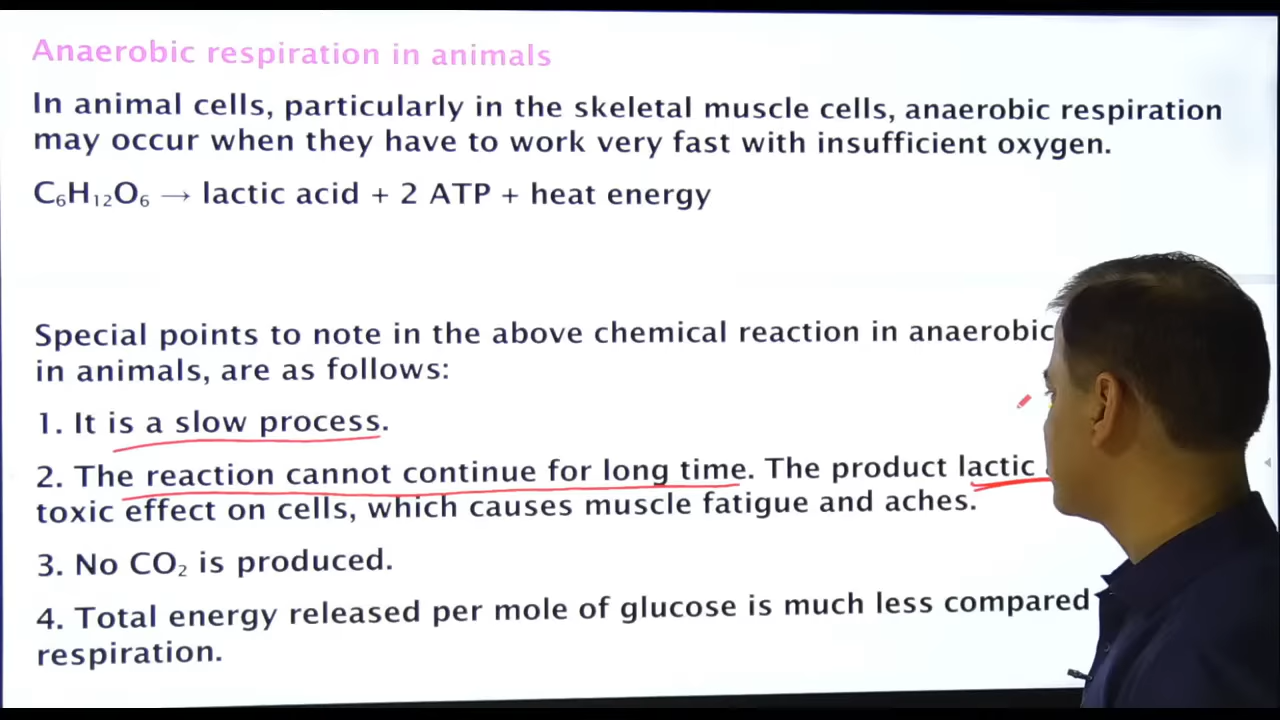 Anaerobic respiration in animals
In animal cells, particularly in the skeletal muscle cells, anaerobic respiration
may occur when they have to work very fast with insufficient oxygen.
C₆H₁₂O₆ → lactic acid + 2 ATP + heat energy
Special points to note in the above chemical reaction in anaerobic
in animals, are as follows:
1. It is a slow process.
2. The reaction cannot continue for long time. The product lactic
toxic effect on cells, which causes muscle fatigue and aches.
3. No CO₂ is produced.
4. Total energy released per mole of glucose is much less compared
respiration.